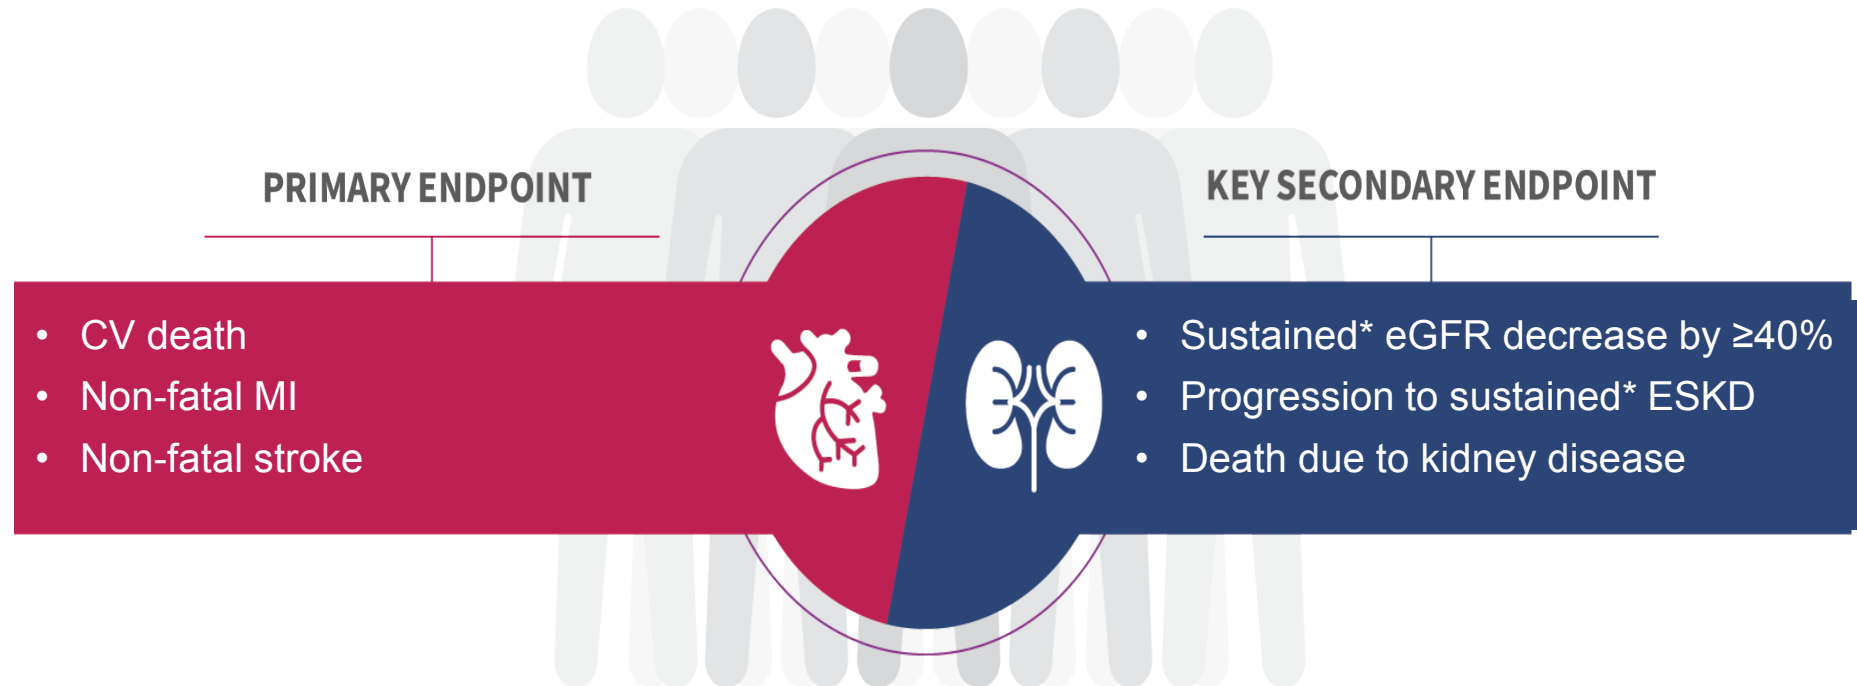 PRIMARY ENDPOINT
• CV death
• Non-fatal MI
• Non-fatal stroke
KEY SECONDARY ENDPOINT
• Sustained* eGFR decrease by ≥40%
• Progression to sustained* ESKD
• Death due to kidney disease